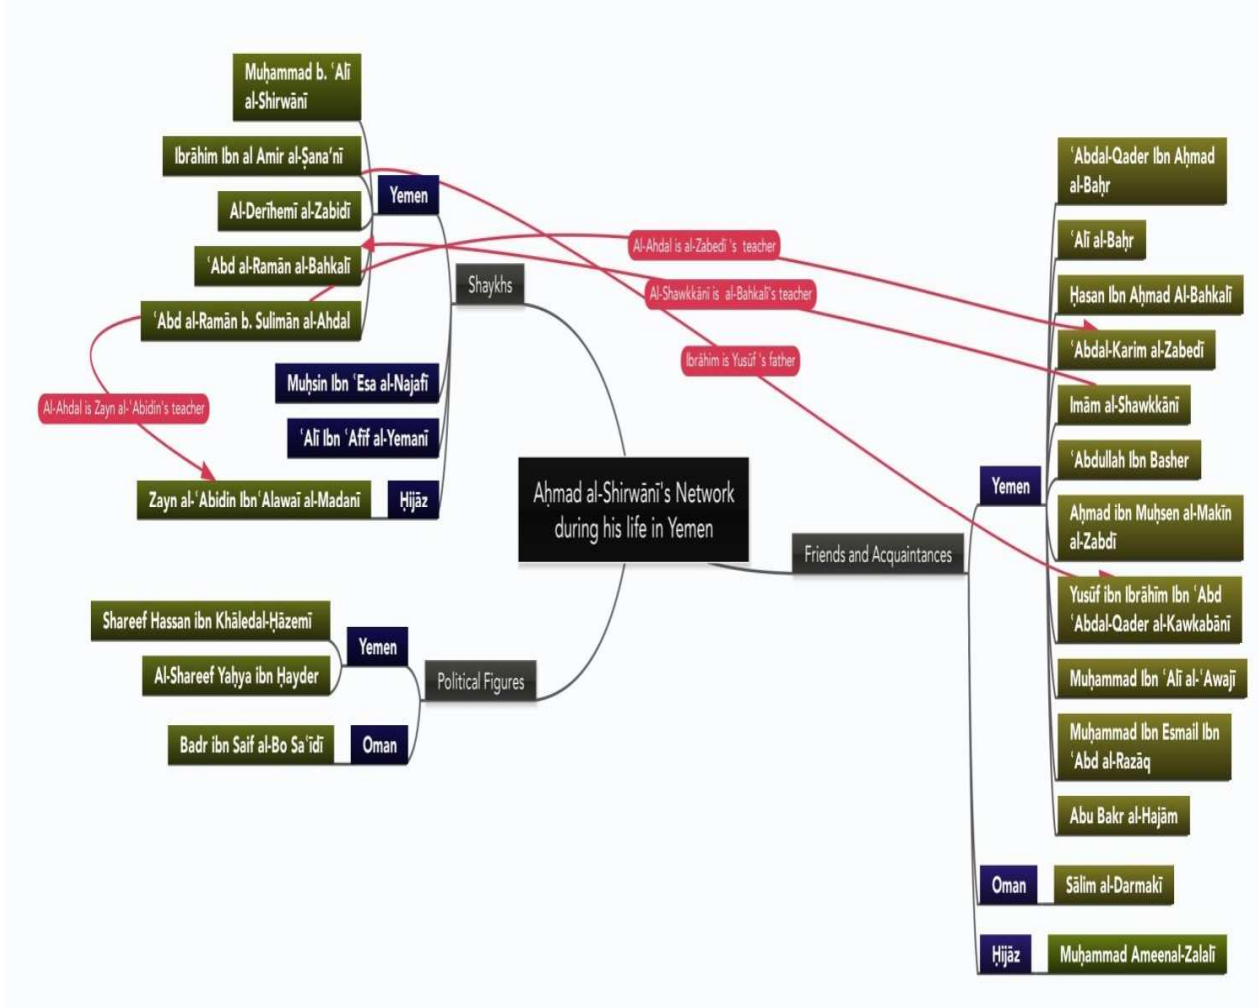 Muḥammad b. ʿAlī
al-Shirwānī
Ibrāhim Ibn al Amir al-Ṣana’nī
Al-Derīhemī al-Zabidī
ʿAbd al-Ramān al-Bahkalī
ʿAbd al-Ramān b. Sulimān al-Ahdal
Yemen
Shaykhs
Muḥsin Ibn ʿEsa al-Najafī
ʿAlī Ibn ʿAfif al-Yemanī
Zayn al-ʿAbidin IbnʿAlawaī al-Madanī
Ḥijāz
Al-Ahdal is Zayn al-ʿAbidin's teacher
Al-Ahdal is al-Zabedī 's teacher
Al-Shawkkānī is al-Bahkalī's teacher
Ibrāhim is Yusūf 's father
Aḥmad al-Shirwānī's Network
during his life in Yemen
Shareef Hassan ibn Khāledal-Ḥāzemī
Al-Shareef Yaḥya ibn Ḥayder
Yemen
Political Figures
Badr ibn Saif al-Bo Saʿīdī
Oman
Friends and Acquaintances
Yemen
ʿAbdal-Qader Ibn Aḥmad
al-Baḥr
ʿAlī al-Baḥr
Ḥasan Ibn Aḥmad Al-Bahkalī
ʿAbdal-Karim al-Zabedī
Imām al-Shawkkānī
ʿAbdullah Ibn Basher
Aḥmad ibn Muḥsen al-Makīn
al-Zabdī
Yusūf ibn Ibrāhīm Ibn ʿAbd
ʿAbdal-Qader al-Kawkabānī
Muḥammad Ibn ʿAlī al-ʿAwajī
Muḥammad Ibn Esmail Ibn
ʿAbd al-Razāq
Abu Bakr al-Hajām
Oman
Sālim al-Darmakī
Ḥijāz
Muḥammad Ameenal-Zalalī